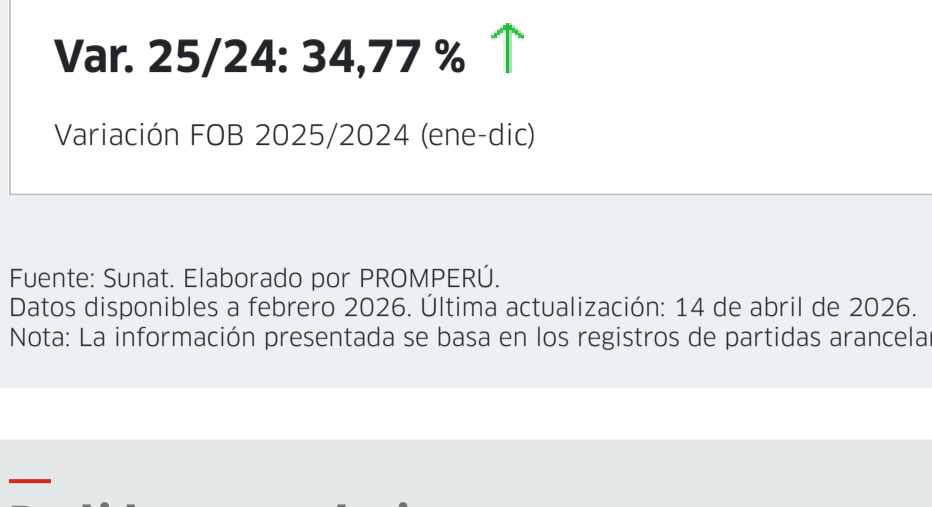 Var. 25/24: 34,77 %
Variación FOB 2025/2024 (ene-dic)
Fuente: Sunat. Elaborado por PROMPERÚ.
Datos disponibles a febrero 2026. Última actualización: 14 de abril de 2026.
Nota: La información presentada se basa en los registros de partidas